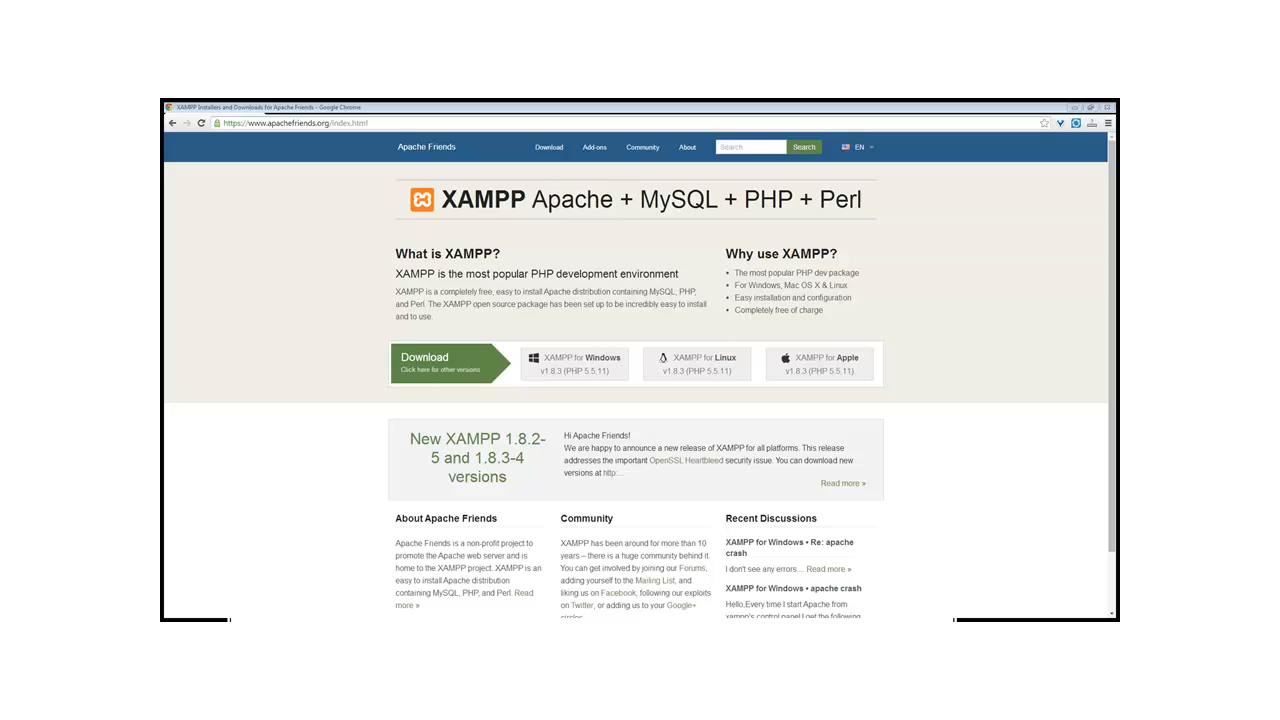 XAMPP Installers and Downloads for Apache Friends - Google Chrome
https://www.apachefriends.org/index.html
Apache Friends Download Add-ons Community About Search Search EN
XAMPP Apache + MySQL + PHP + Perl
What is XAMPP?
XAMPP is the most popular PHP development environment
XAMPP is a completely free, easy to install Apache distribution containing MySQL, PHP,
and Perl. The XAMPP open source package has been set up to be incredibly easy to install
and to use.
Why use XAMPP?
• The most popular PHP dev package
• For Windows, Mac OS X & Linux
• Easy installation and configuration
• Completely free of charge
Download
Click here for other versions
XAMPP for Windows
v1.8.3 (PHP 5.5.11)
XAMPP for Linux
v1.8.3 (PHP 5.5.11)
XAMPP for Apple
v1.8.3 (PHP 5.5.11)
New XAMPP 1.8.2-
5 and 1.8.3-4
versions
Hi Apache Friends!
We are happy to announce a new release of XAMPP for all platforms. This release
addresses the important OpenSSL Heartbleed security issue. You can download new
versions at http:...
Read more »
About Apache Friends
Apache Friends is a non-profit project to
promote the Apache web server and is
home to the XAMPP project. XAMPP is an
easy to install Apache distribution
containing MySQL, PHP, and Perl. Read
more »
Community
XAMPP has been around for more than 10
years – there is a huge community behind it.
You can get involved by joining our Forums,
adding yourself to the Mailing List, and
liking us on Facebook, following our exploits
on Twitter, or adding us to your Google+
circles.
Recent Discussions
XAMPP for Windows • Re: apache
crash
I don't see any errors... Read more »
XAMPP for Windows • apache crash
Hello,Every time I start Apache from
xampp's control panel I get the following